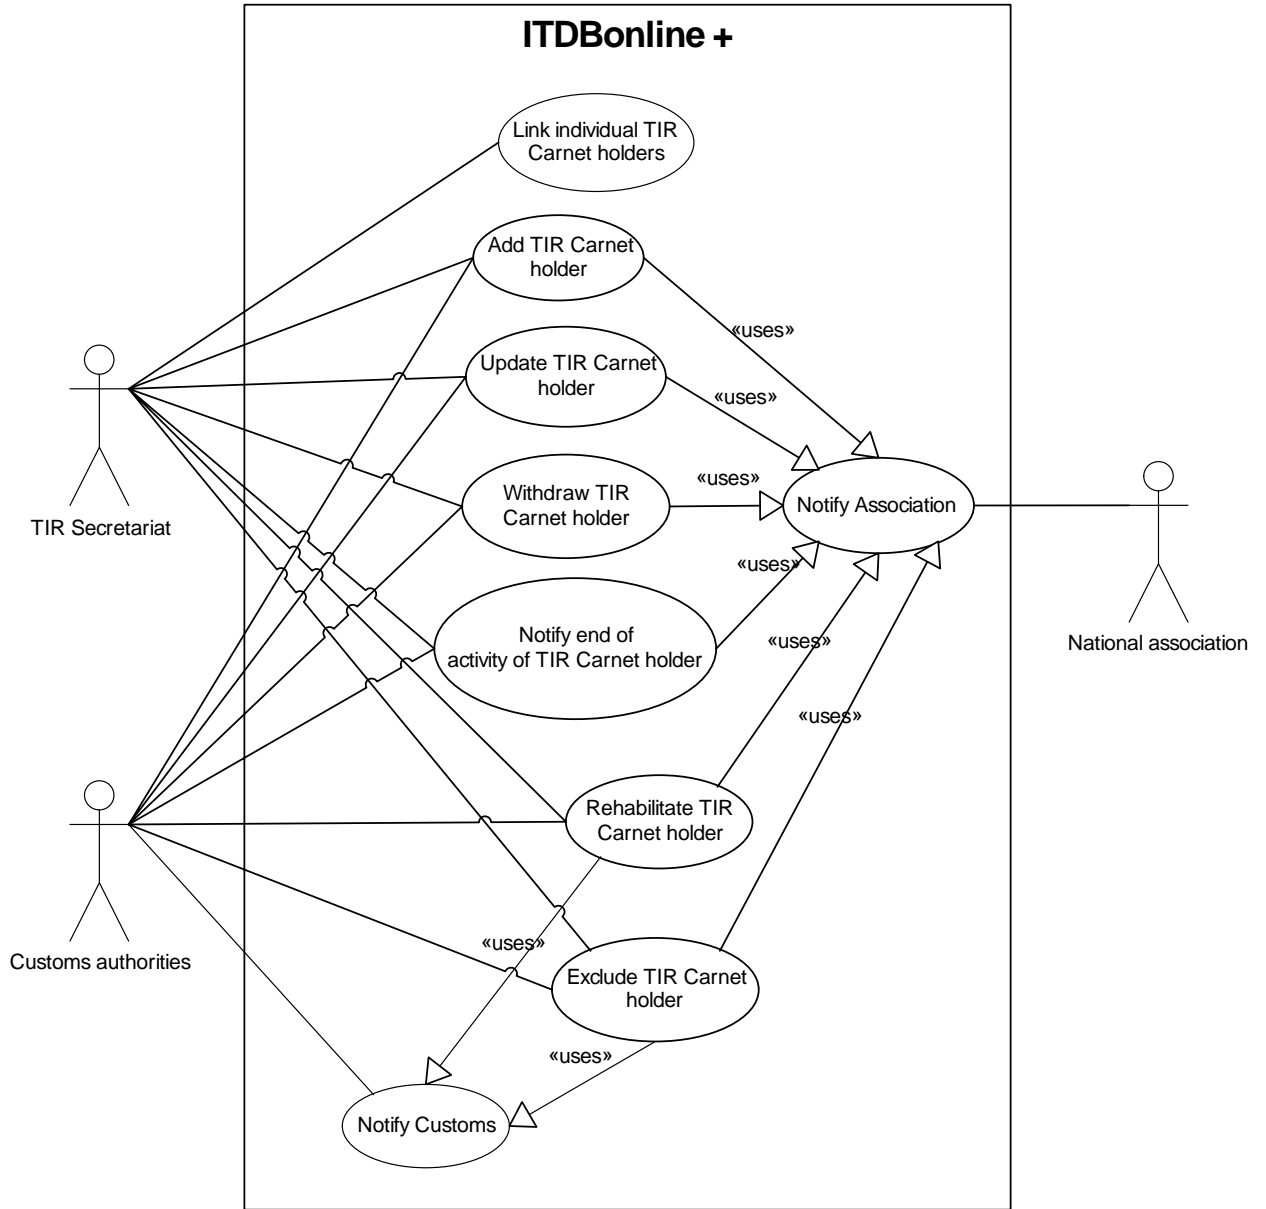 ITDBonline +
Link individual TIR
Carnet holders
Add TIR Carnet
holder
«uses»
Update TIR Carnet
holder
«uses»
Withdraw TIR
Carnet holder
«uses»
Notify Association
TIR Secretariat
«uses»
Notify end of
activity of TIR Carnet holder
«uses»
National association
«uses»
Rehabilitate TIR
Carnet holder
Customs authorities
«uses»
Exclude TIR Carnet
holder
«uses»
Notify Customs